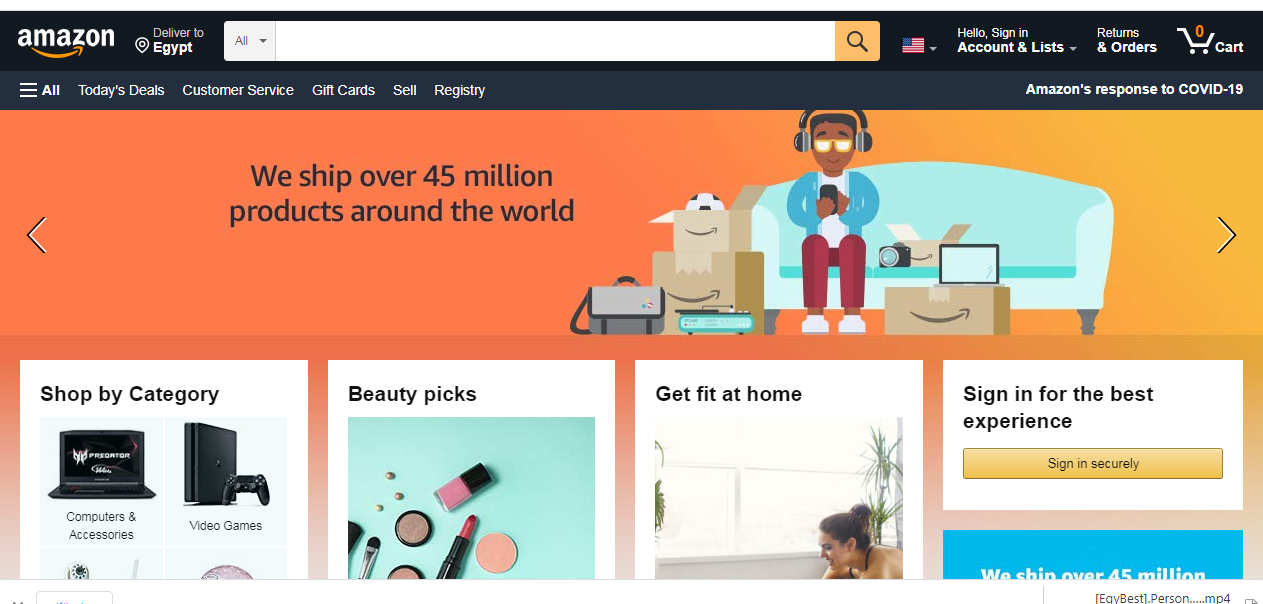 amazon
Deliver to
Egypt
All
Hello, Sign in
Account & Lists
Returns
& Orders
0
Cart
All
Today's Deals
Customer Service
Gift Cards
Sell
Registry
Amazon's response to COVID-19
We ship over 45 million
products around the world
Shop by Category
PREDATOR
Computers &
Accessories
Video Games
Beauty picks
Get fit at home
Sign in for the best
experience
Sign in securely
We ship over 45 million
[EgyBest].Person.....mp4